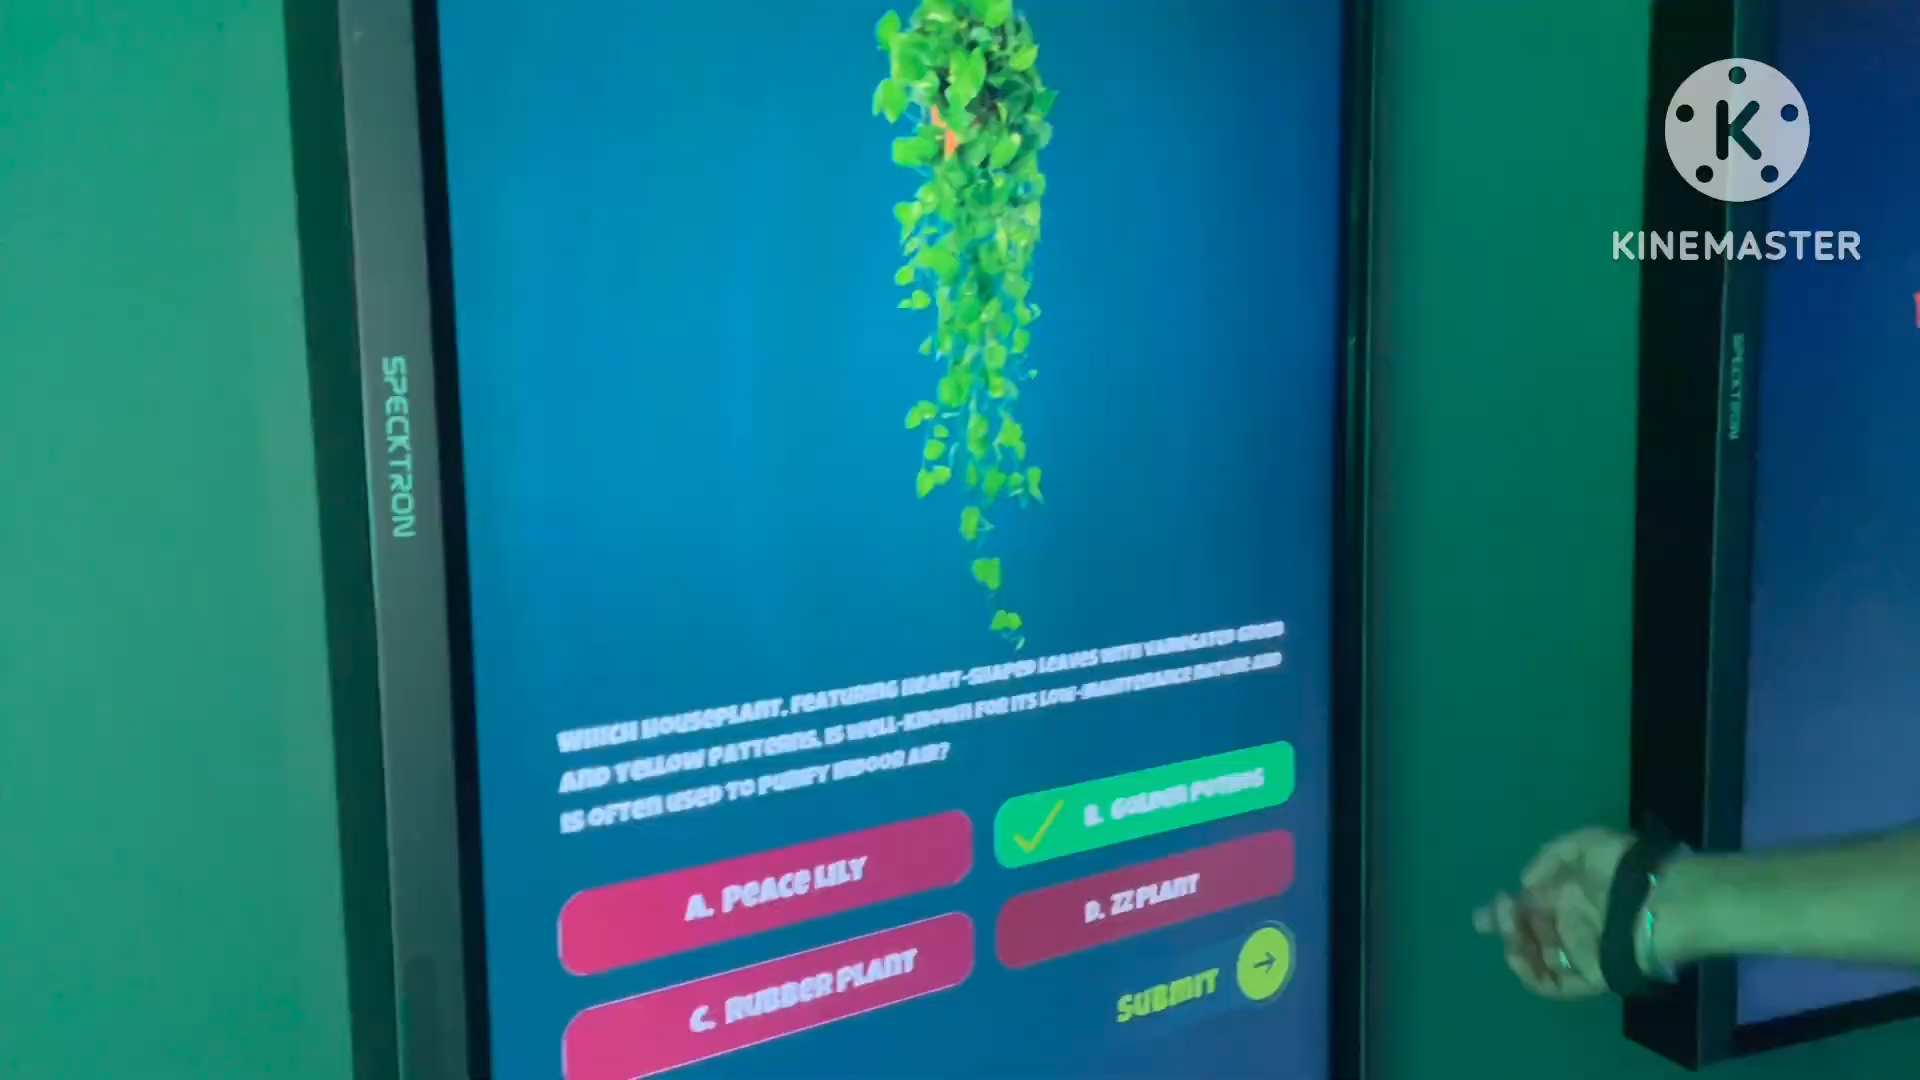 KINEMASTER
SPECKTRON
SPECKTRON
WHICH HOUSEPLANT, FEATURING HEART-SHAPED LEAVES WITH VARIEGATED GREEN
AND YELLOW PATTERNS, IS WELL-KNOWN FOR ITS LOW-MAINTENANCE NATURE AND
IS OFTEN USED TO PURIFY INDOOR AIR?
A. PEACE LILY
B. GOLDEN POTHOS
C. RUBBER PLANT
D. ZZ PLANT
SUBMIT